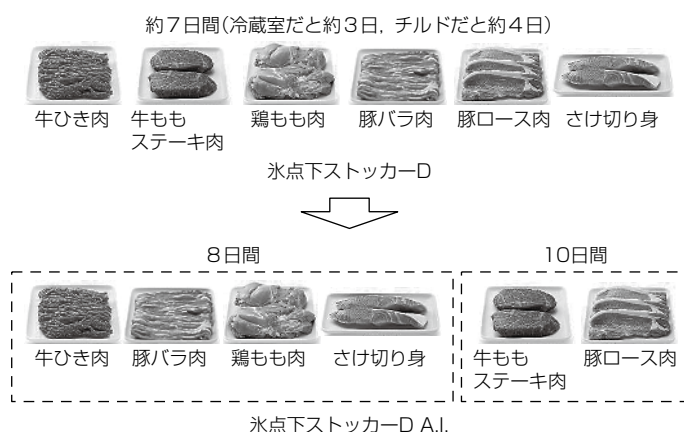 約7日間(冷蔵室だと約3日，チルドだと約4日)
牛ひき肉 牛もも 鶏もも肉 豚バラ肉 豚ロース肉 さけ切り身
ステーキ肉
氷点下ストッカーD
8日間 10日間
牛ひき肉 豚バラ肉 鶏もも肉 さけ切り身 牛もも 豚ロース肉
ステーキ肉
氷点下ストッカーD A.I.